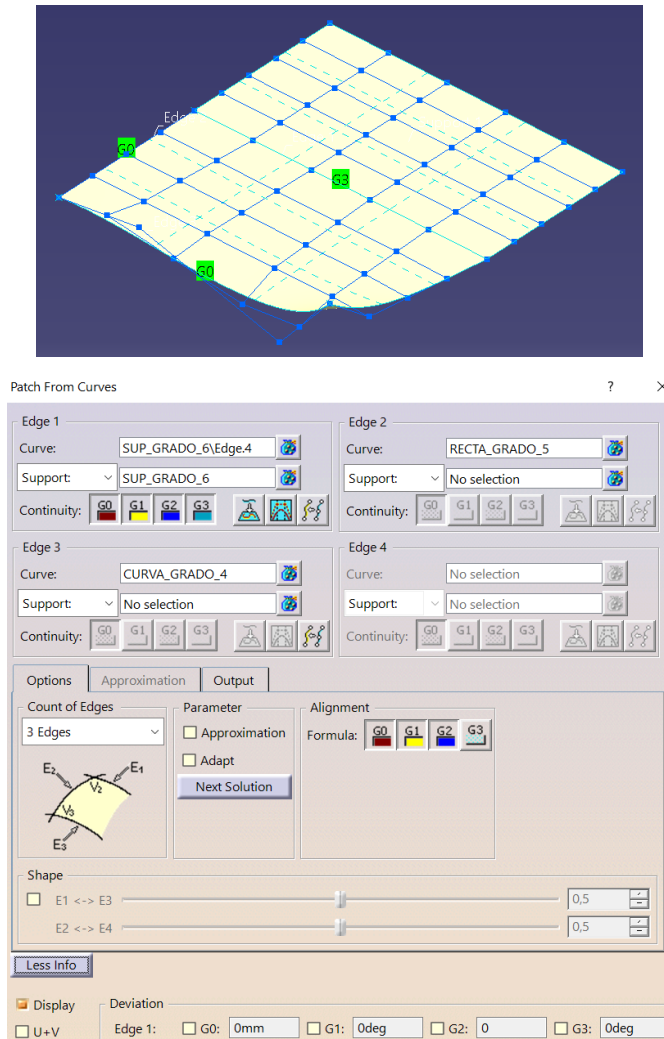 Edge
G0
G3
G0
Patch From Curves ? X
Edge 1
Curve: SUP_GRADO_6\Edge.4
Support: SUP_GRADO_6
Continuity: G0 G1 G2 G3
Edge 2
Curve: RECTA_GRADO_5
Support: No selection
Continuity: G0 G1 G2 G3
Edge 3
Curve: CURVA_GRADO_4
Support: No selection
Continuity: G0 G1 G2 G3
Edge 4
Curve: No selection
Support: No selection
Continuity: G0 G1 G2 G3
Options Approximation Output
Count of Edges
3 Edges
E2 E1
V2
V3
E3
Parameter
Approximation
Adapt
Next Solution
Alignment
Formula: G0 G1 G2 G3
Shape
E1 <-> E3 0,5
E2 <-> E4 0,5
Less Info
Display
U+V
Deviation
Edge 1: G0: 0mm G1: 0deg G2: 0 G3: 0deg